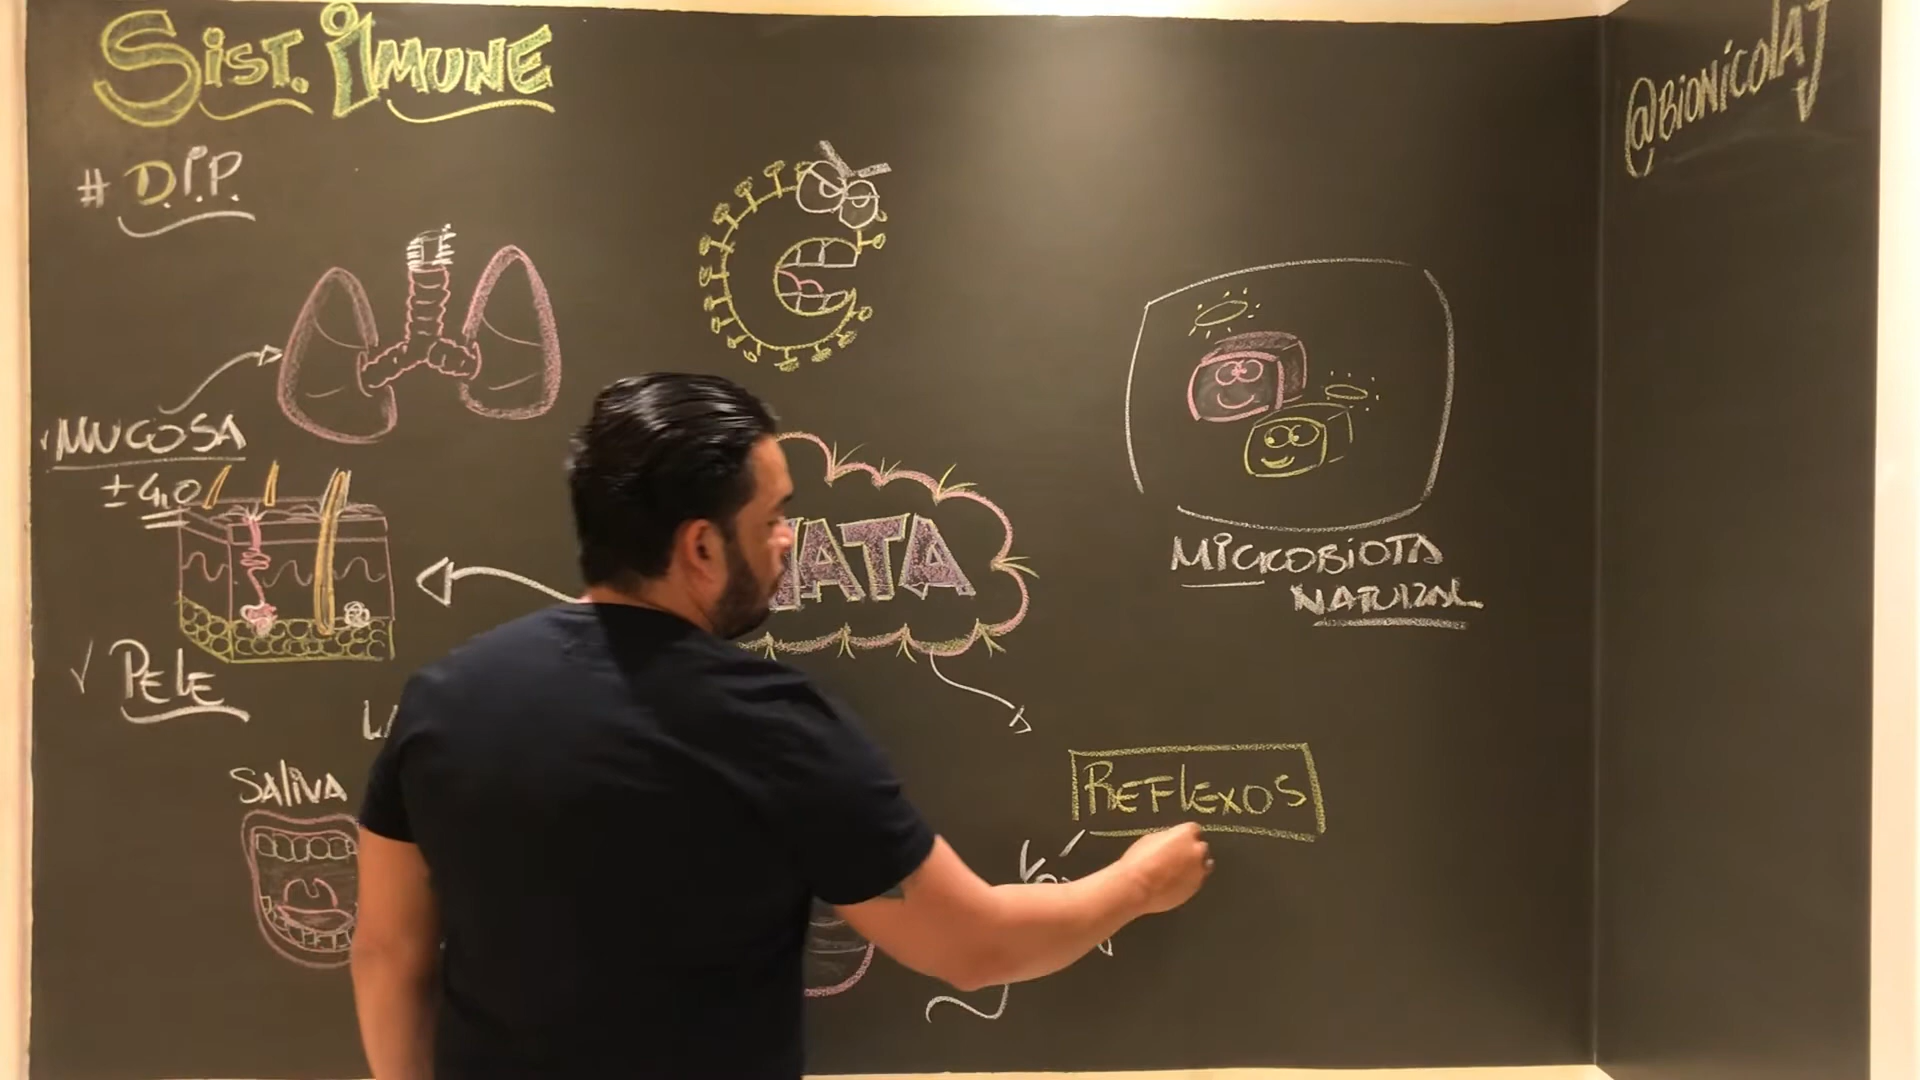 SiST. iMUNE
@BiONiCOLAJ
# D.i.P.
MUCOSA
± 4,0
MiCROBiOTA
NATURAL
√ PELE
SALiVA
REFLEXOS